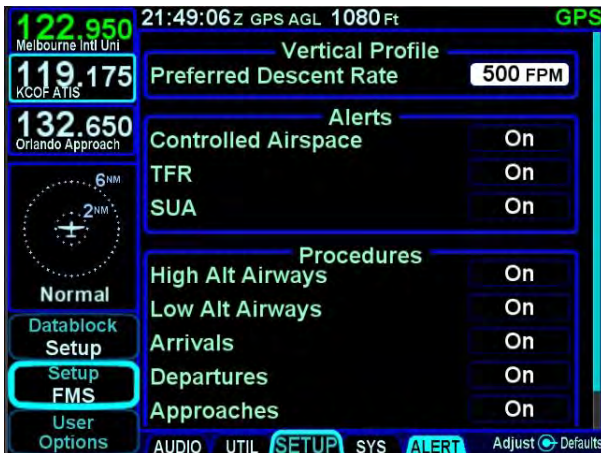 21:49:06 Z GPS AGL 1080 Ft GPS
122.950
Melbourne Intl Uni
119.175
KCOF ATIS
132.650
Orlando Approach
6NM
2NM
Normal
Datablock
Setup
Setup
FMS
User
Options
Vertical Profile
Preferred Descent Rate 500 FPM
Alerts
Controlled Airspace On
TFR On
SUA On
Procedures
High Alt Airways On
Low Alt Airways On
Arrivals On
Departures On
Approaches On
AUDIO UTIL SETUP SYS ALERT Adjust Defaults